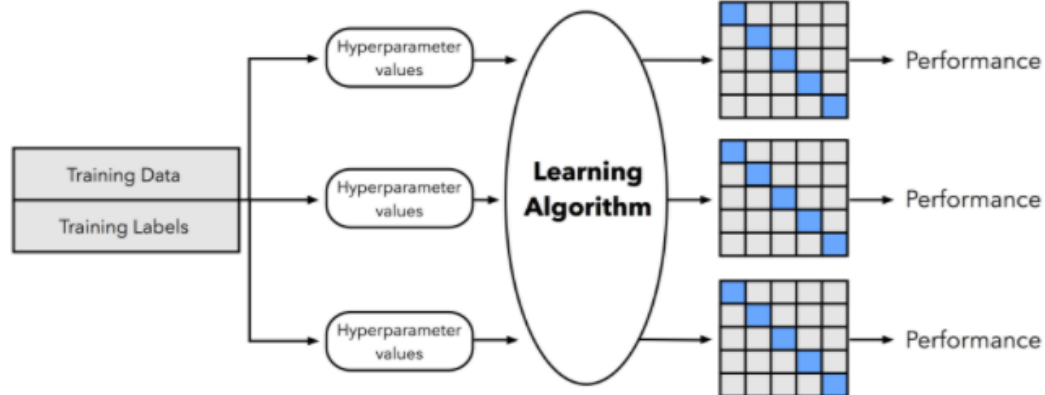 Hyperparameter
values
Performance
Training Data
Training Labels
Hyperparameter
values
Learning
Algorithm
Performance
Hyperparameter
values
Performance